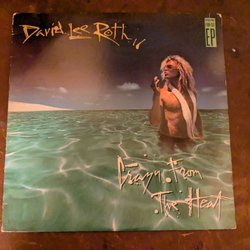 David Lee Roth
EP
Crazy From
The Heat